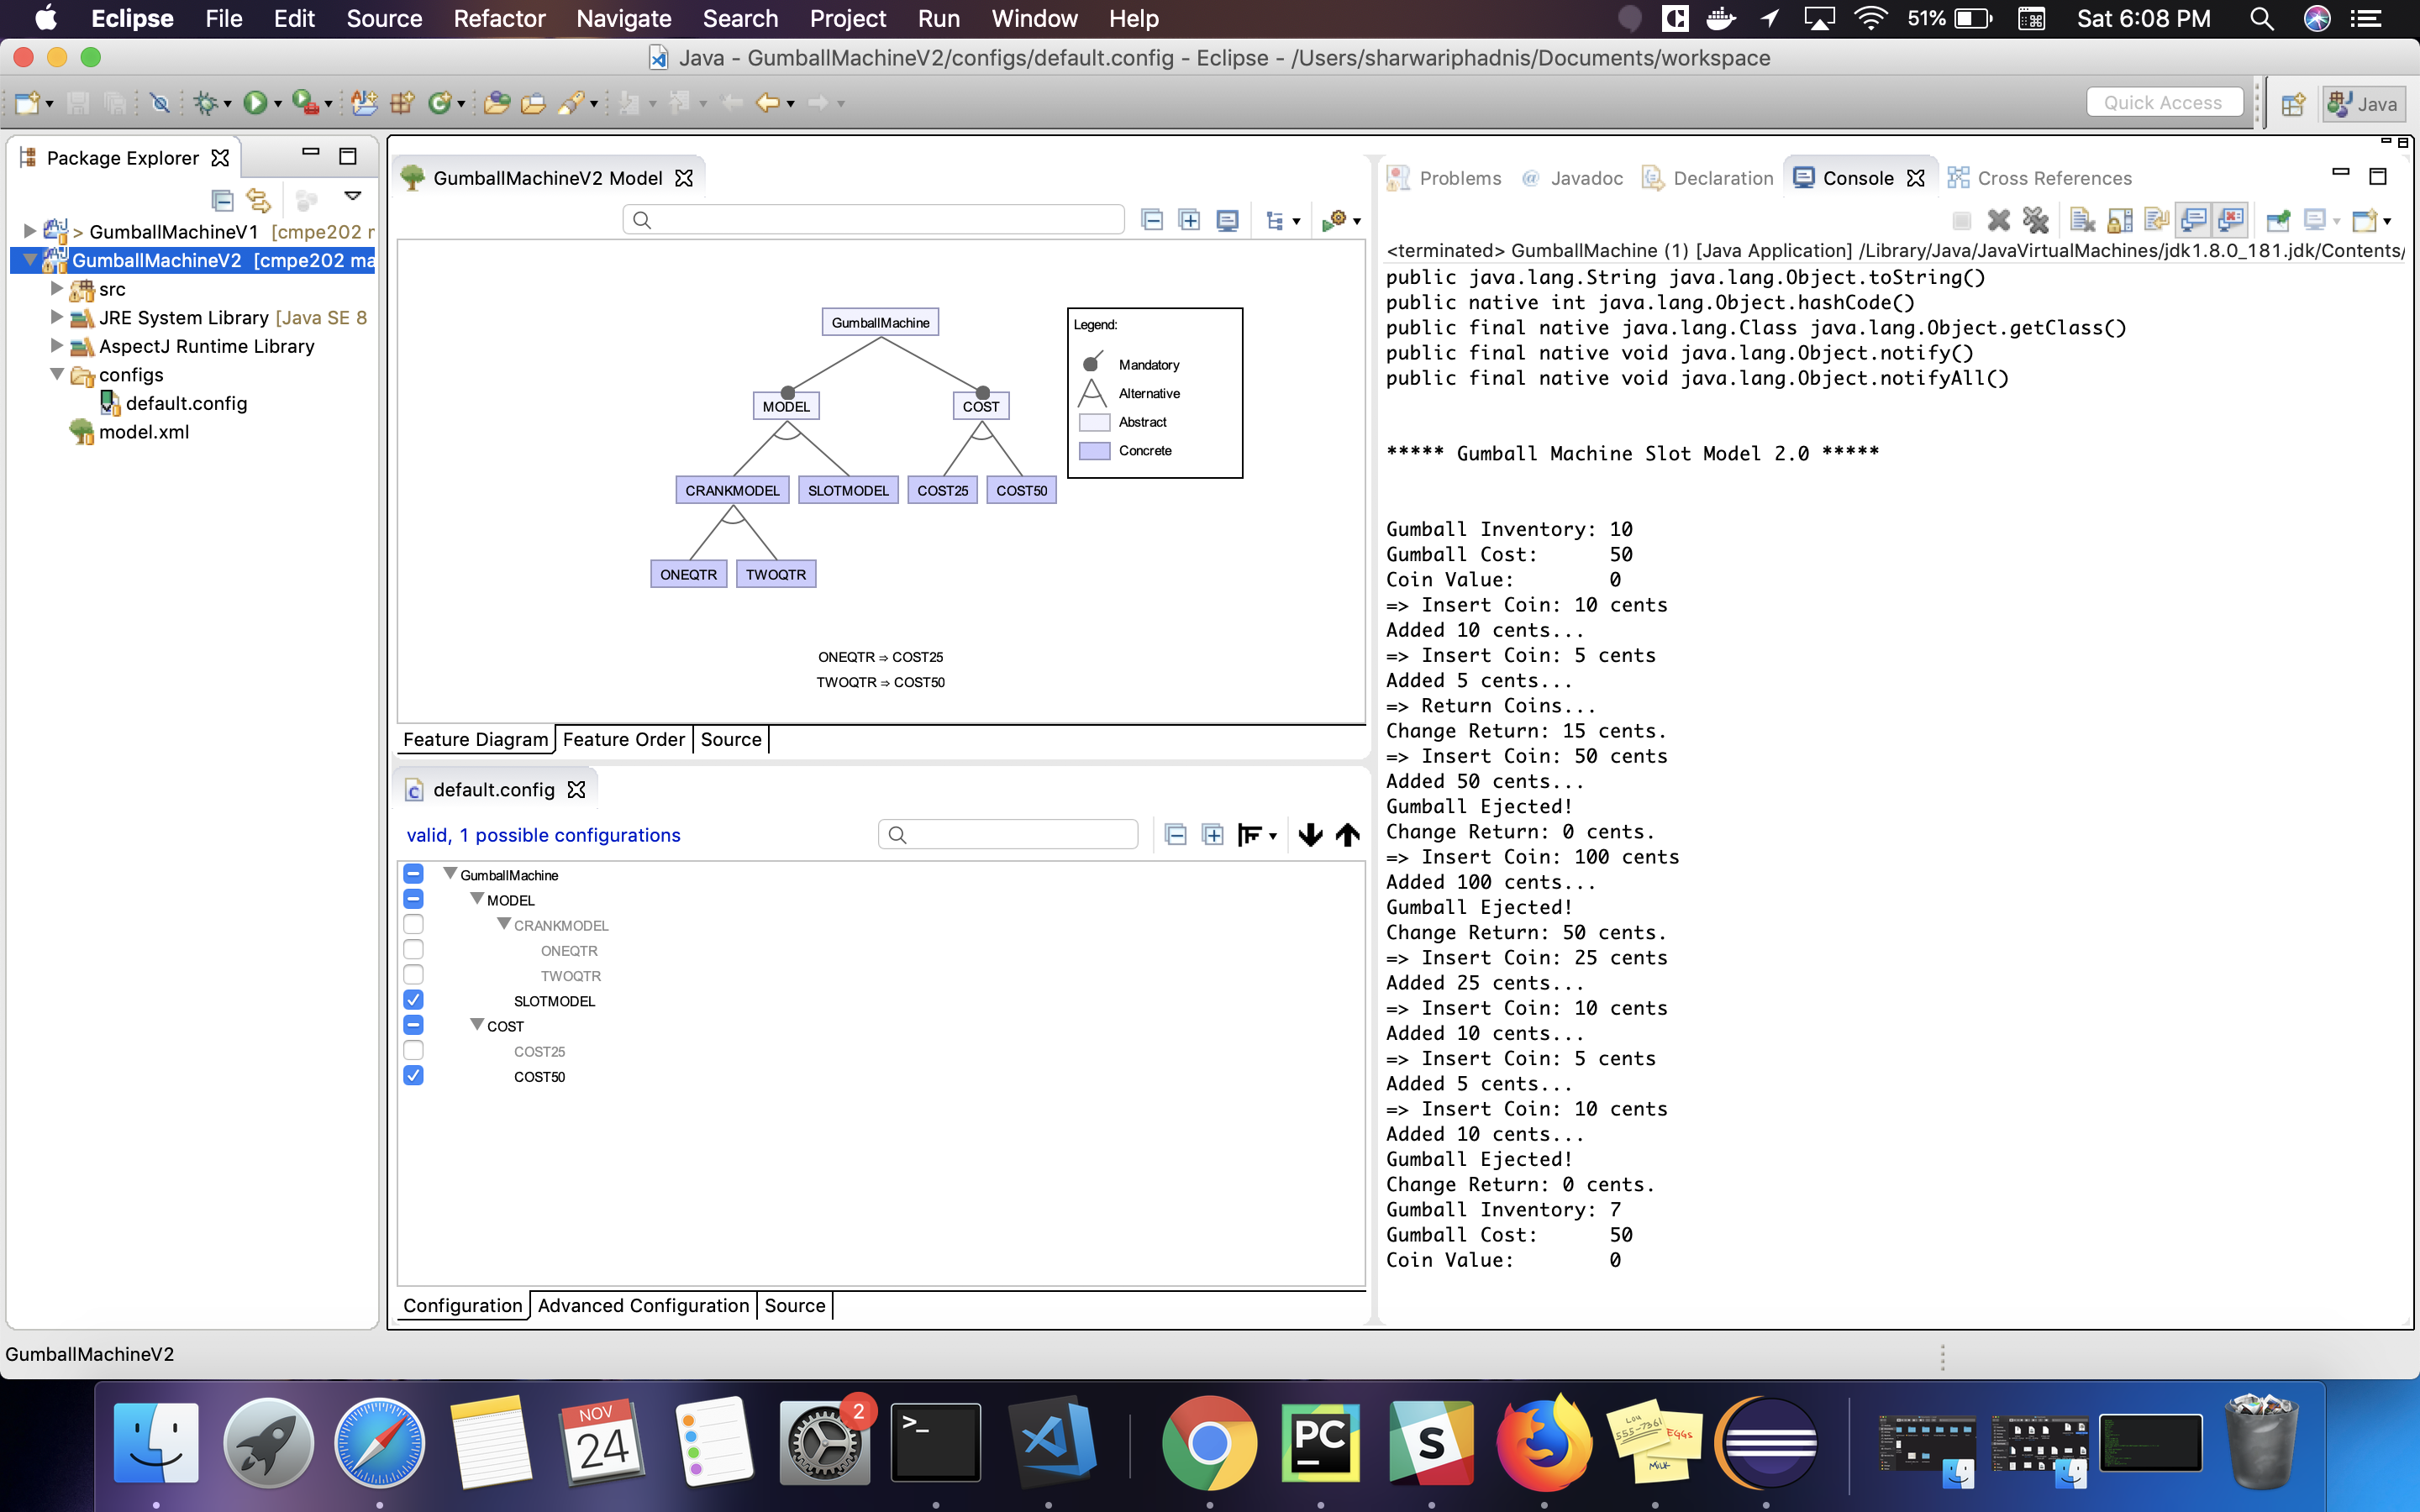 Eclipse File Edit Source Refactor Navigate Search Project Run Window Help 51% Sat 6:08 PM
Java - GumballMachineV2/configs/default.config - Eclipse - /Users/sharwariphadnis/Documents/workspace
Quick Access
Java
Package Explorer
> GumballMachineV1 [cmpe202 r
GumballMachineV2 [cmpe202 ma
src
JRE System Library [Java SE 8
AspectJ Runtime Library
configs
default.config
model.xml
GumballMachineV2 Model
GumballMachine
MODEL
COST
CRANKMODEL
SLOTMODEL
COST25
COST50
ONEQTR
TWOQTR
Legend:
Mandatory
Alternative
Abstract
Concrete
ONEQTR ⇒ COST25
TWOQTR ⇒ COST50
Feature Diagram Feature Order Source
default.config
valid, 1 possible configurations
GumballMachine
MODEL
CRANKMODEL
ONEQTR
TWOQTR
SLOTMODEL
COST
COST25
COST50
Configuration Advanced Configuration Source
Problems Javadoc Declaration Console Cross References
<terminated> GumballMachine (1) [Java Application] /Library/Java/JavaVirtualMachines/jdk1.8.0_181.jdk/Contents/
public java.lang.String java.lang.Object.toString()
public native int java.lang.Object.hashCode()
public final native java.lang.Class java.lang.Object.getClass()
public final native void java.lang.Object.notify()
public final native void java.lang.Object.notifyAll()
***** Gumball Machine Slot Model 2.0 *****
Gumball Inventory: 10
Gumball Cost: 50
Coin Value: 0
=> Insert Coin: 10 cents
Added 10 cents...
=> Insert Coin: 5 cents
Added 5 cents...
=> Return Coins...
Change Return: 15 cents.
=> Insert Coin: 50 cents
Added 50 cents...
Gumball Ejected!
Change Return: 0 cents.
=> Insert Coin: 100 cents
Added 100 cents...
Gumball Ejected!
Change Return: 50 cents.
=> Insert Coin: 25 cents
Added 25 cents...
=> Insert Coin: 10 cents
Added 10 cents...
=> Insert Coin: 5 cents
Added 5 cents...
=> Insert Coin: 10 cents
Added 10 cents...
Gumball Ejected!
Change Return: 0 cents.
Gumball Inventory: 7
Gumball Cost: 50
Coin Value: 0
GumballMachineV2
NOV
24
2
>_
PC
S
Lou
555-7361
EGGS
MILK